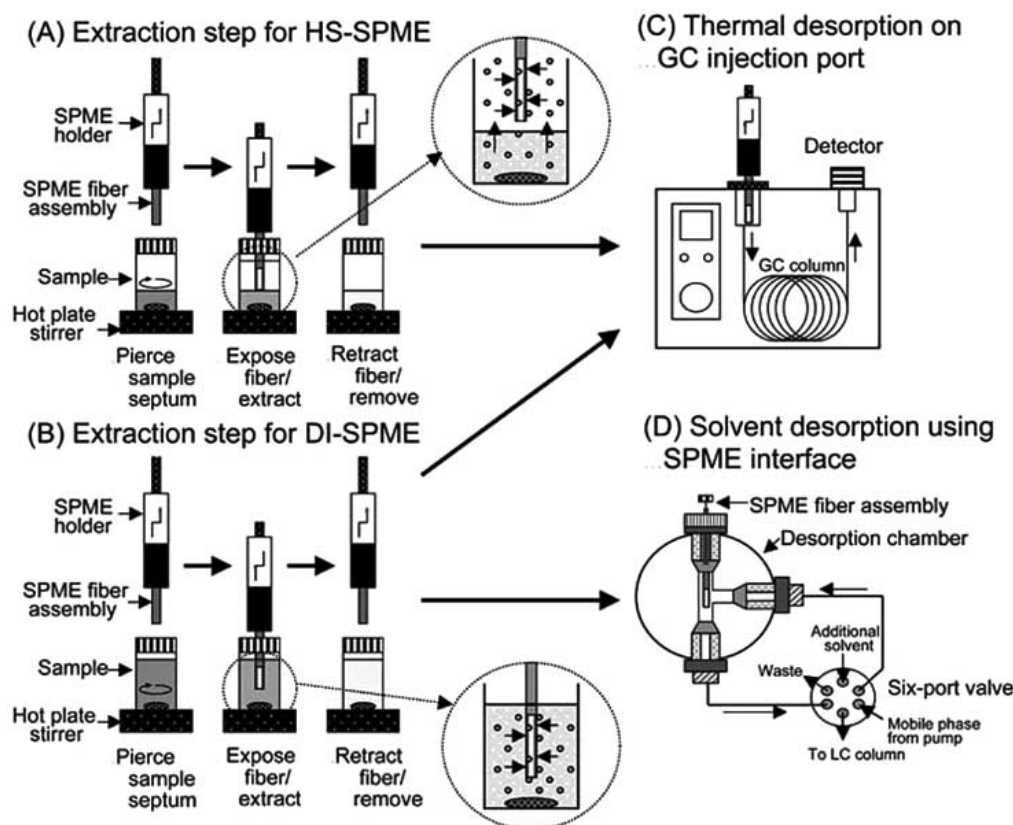 (A) Extraction step for HS-SPME
SPME
holder
SPME fiber
assembly
Sample
Hot plate
stirrer
Pierce
sample
septum
Expose
fiber/
extract
Retract
fiber/
remove
(B) Extraction step for DI-SPME
SPME
holder
SPME fiber
assembly
Sample
Hot plate
stirrer
Pierce
sample
septum
Expose
fiber/
extract
Retract
fiber/
remove
(C) Thermal desorption on
...GC injection port
Detector
GC column
(D) Solvent desorption using
...SPME interface
SPME fiber assembly
Desorption chamber
Additional
solvent
Waste
Six-port valve
Mobile phase
from pump
To LC column